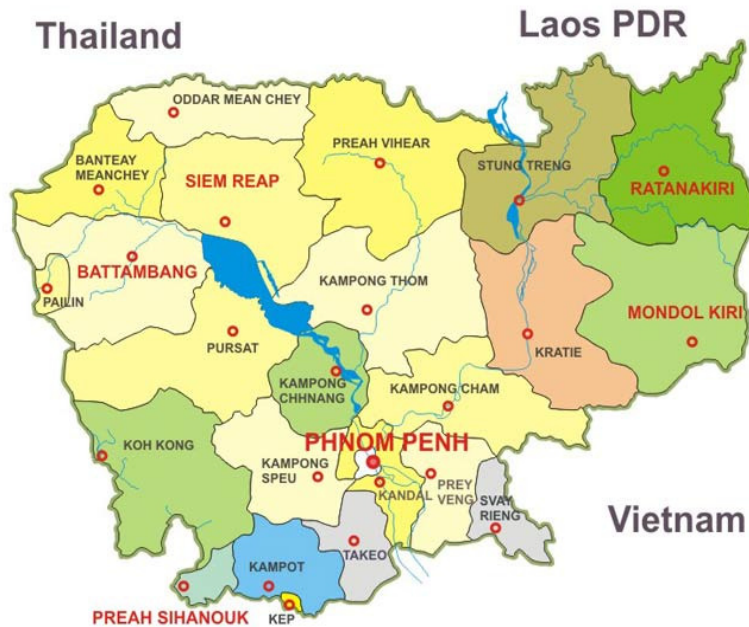 Thailand
Laos PDR
ODDAR MEAN CHEY
BANTEAY
MEANCHEY
PREAH VIHEAR
STUNG TRENG
SIEM REAP
RATANAKIRI
BATTAMBANG
KAMPONG THOM
PAILIN
MONDOL KIRI
PURSAT
KRATIE
KAMPONG
CHHNANG
KAMPONG CHAM
KOH KONG
PHNOM PENH
KAMPONG
SPEU
KANDAL
PREY
VENG
SVAY
RIENG
Vietnam
TAKEO
KAMPOT
PREAH SIHANOUK
KEP